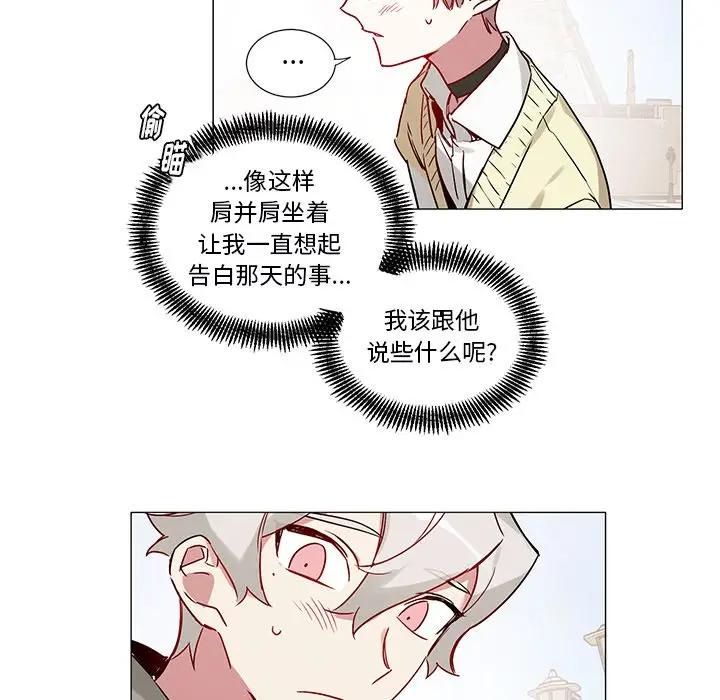 ...
偷瞄
...像这样
肩并肩坐着
让我一直想起
告白那天的事...
我该跟他
说些什么呢?